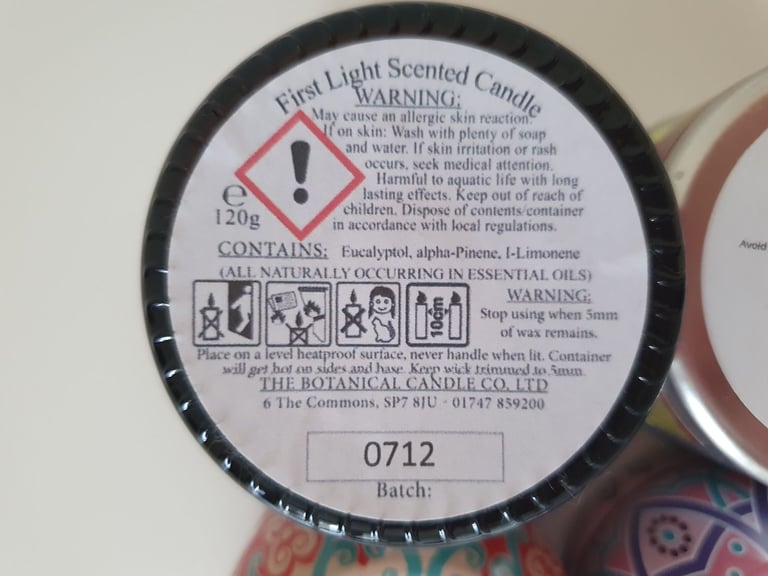 First Light Scented Candle
WARNING:
May cause an allergic skin reaction.
If on skin: Wash with plenty of soap
and water. If skin irritation or rash
occurs, seek medical attention.
Harmful to aquatic life with long
lasting effects. Keep out of reach of
children. Dispose of contents/container
in accordance with local regulations.
e
120g
CONTAINS: Eucalyptol, alpha-Pinene, l-Limonene
(ALL NATURALLY OCCURRING IN ESSENTIAL OILS)
10cm
WARNING:
Stop using when 5mm
of wax remains.
Place on a level heatproof surface, never handle when lit. Container
will get hot on sides and base. Keep wick trimmed to 5mm.
THE BOTANICAL CANDLE CO. LTD
6 The Commons, SP7 8JU - 01747 859200
0712
Batch:
Avoid